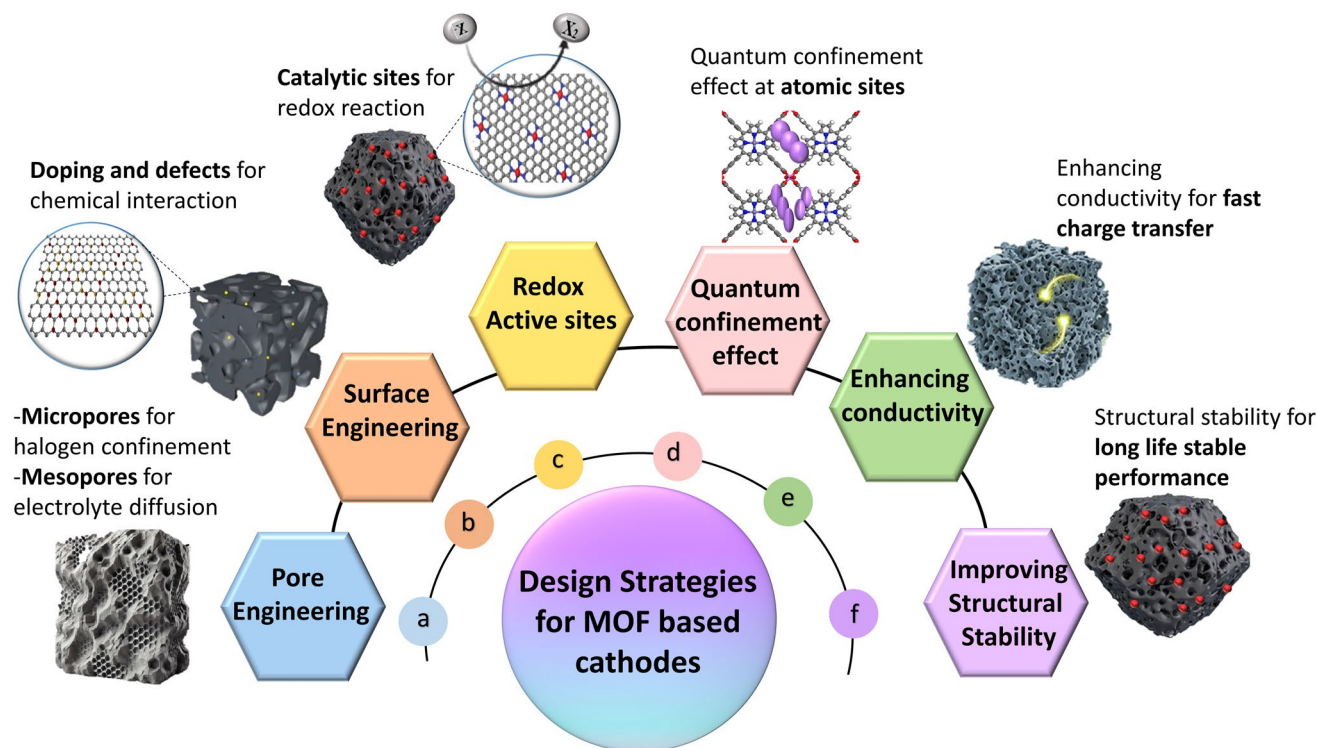 X₂
Catalytic sites for
redox reaction
Quantum confinement
effect at atomic sites
Doping and defects for
chemical interaction
Enhancing
conductivity for fast
charge transfer
Redox
Active sites
Quantum
confinement
effect
Surface
Engineering
Enhancing
conductivity
-Micropores for
halogen confinement
-Mesopores for
electrolyte diffusion
Structural stability for
long life stable
performance
Pore
Engineering
Improving
Structural
Stability
a
b
c
d
e
f
Design Strategies
for MOF based
cathodes